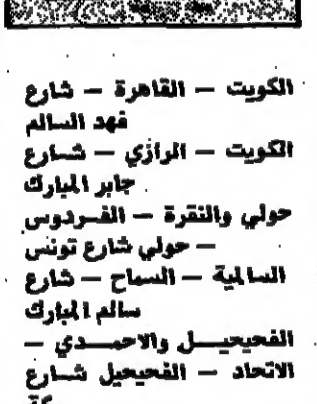 الكويت — القاهرة — شارع
فهد السالم
الكويت — الرازي — شارع
جابر المبارك
حولي والنقرة — الفردوس
— حولي شارع تونس
السالمية — السماح — شارع
سالم المبارك
الفحيحيل والاحمدي —
الاتحاد — الفحيحيل شارع